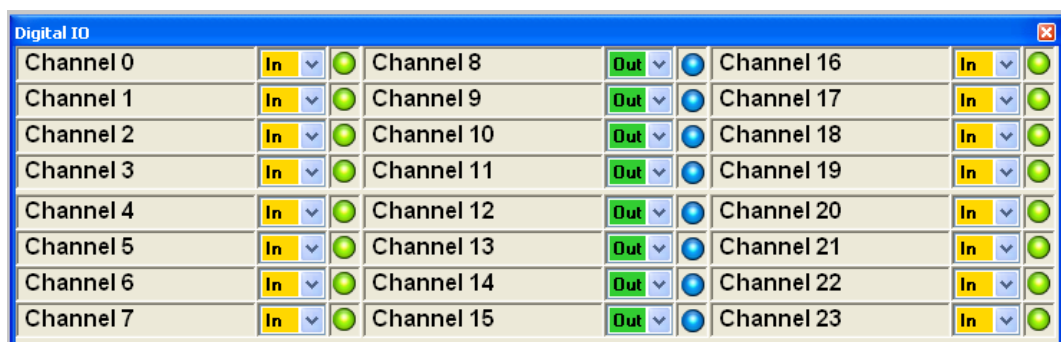 Digital IO
Channel 0 In Channel 8 Out Channel 16 In
Channel 1 In Channel 9 Out Channel 17 In
Channel 2 In Channel 10 Out Channel 18 In
Channel 3 In Channel 11 Out Channel 19 In
Channel 4 In Channel 12 Out Channel 20 In
Channel 5 In Channel 13 Out Channel 21 In
Channel 6 In Channel 14 Out Channel 22 In
Channel 7 In Channel 15 Out Channel 23 In